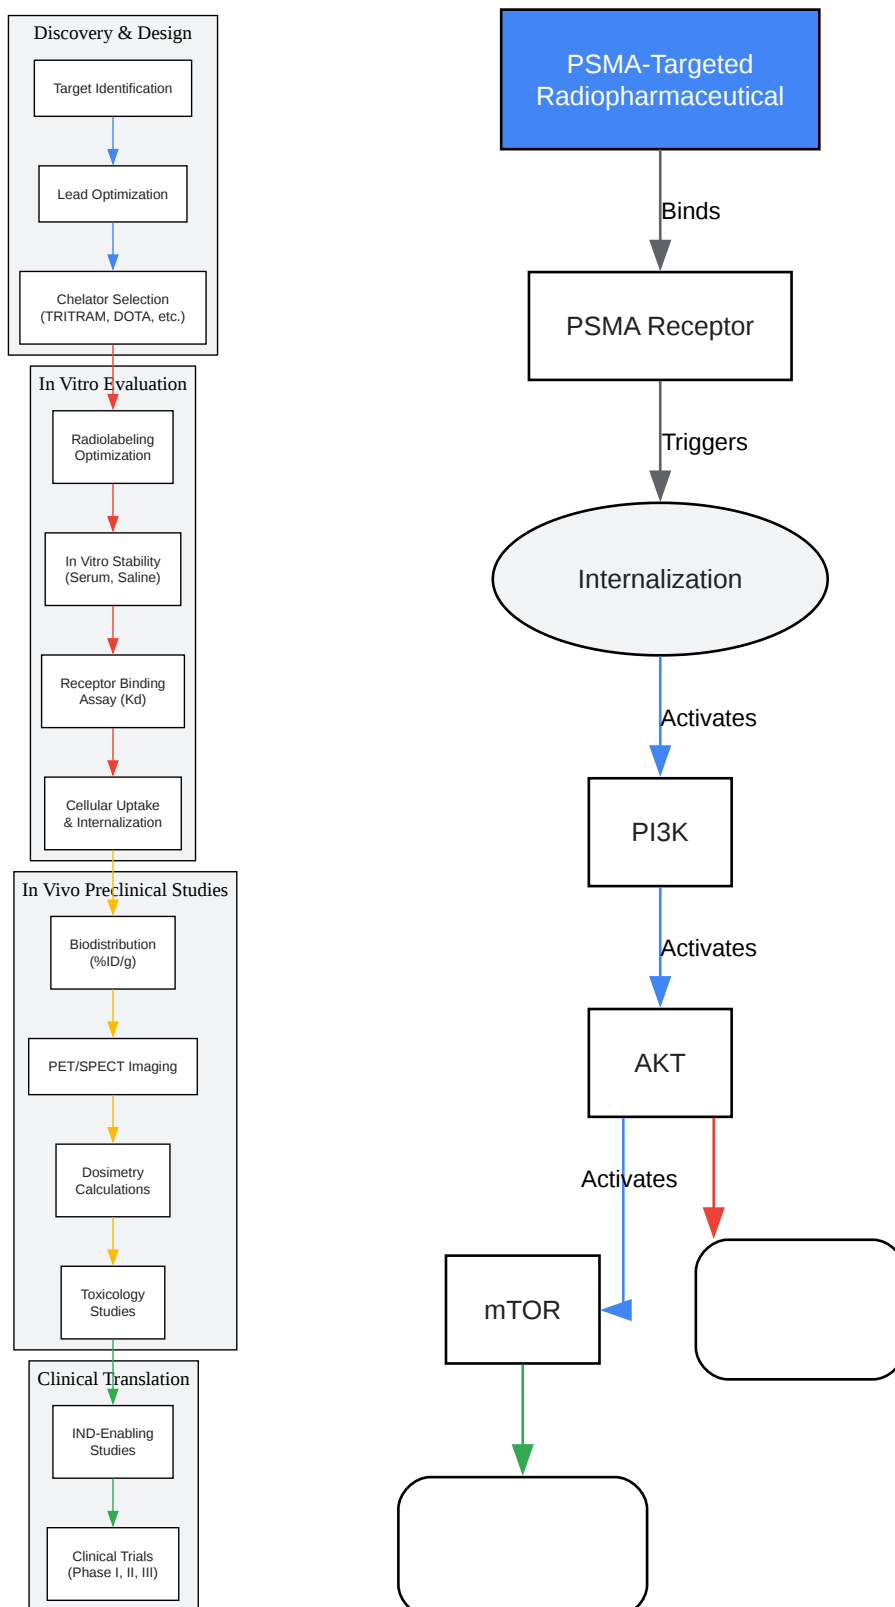 Discovery & Design
Target Identification
Lead Optimization
Chelator Selection
(TRITRAM, DOTA, etc.)
In Vitro Evaluation
Radiolabeling
Optimization
In Vitro Stability
(Serum, Saline)
Receptor Binding
Assay (Kd)
Cellular Uptake
& Internalization
In Vivo Preclinical Studies
Biodistribution
(%ID/g)
PET/SPECT Imaging
Dosimetry
Calculations
Toxicology
Studies
Clinical Translation
IND-Enabling
Studies
Clinical Trials
(Phase I, II, III)
PSMA-Targeted
Radiopharmaceutical
Binds
PSMA Receptor
Triggers
Internalization
Activates
PI3K
Activates
AKT
Activates
mTOR